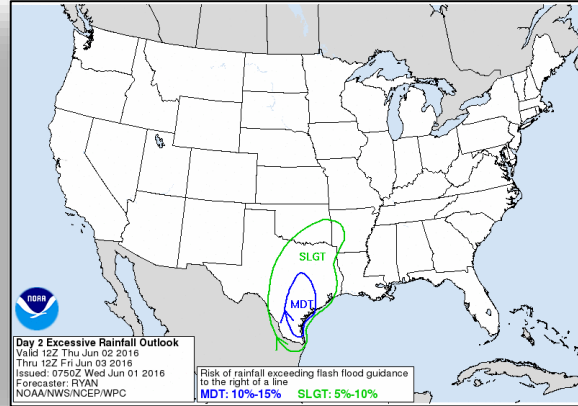 SLGT
MDT
NOAA
Day 2 Excessive Rainfall Outlook
Valid 12Z Thu Jun 02 2016
Thru 12Z Fri Jun 03 2016
Issued: 0750Z Wed Jun 01 2016
Forecaster: RYAN
NOAA/NWS/NCEP/WPC
Risk of rainfall exceeding flash flood guidance
to the right of a line
MDT: 10%-15% SLGT: 5%-10%